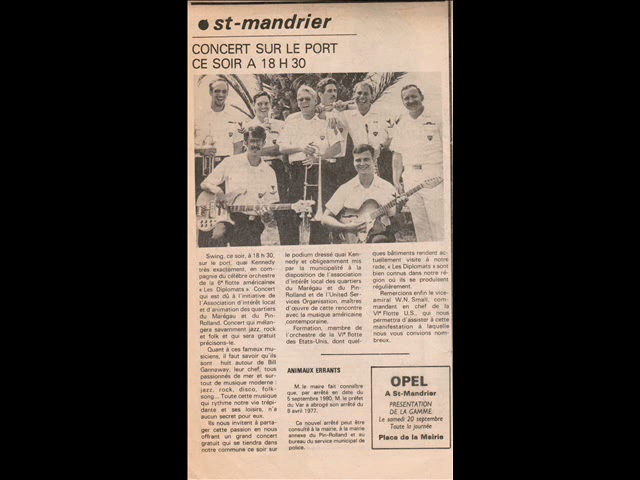 ● st-mandrier
CONCERT SUR LE PORT
CE SOIR A 18 H 30
Swing, ce soir, à 18 h 30,
sur le port, quai Kennedy
très exactement, en com-
pagnie du célèbre orchestre
de la 6e flotte américaines
« Les Diplomats ». Concert
qui est dû à l'initiative de
l'Association d'intérêt local
et d'animation des quartiers
du Marégau et du Pin-
Rolland. Concert qui mélan-
gera savamment jazz, rock
et folk et qui sera gratuit
précisons-le.
Quant à ces fameux mu-
siciens, il faut savoir qu'ils
sont huit autour de Bill
Gannaway, leur chef, tous
passionnés de mer et sur-
tout de musique moderne :
jazz, rock, disco, folk-
song... Toute cette musique
qui rythme notre vie trépi-
dante et ses loisirs, n'a
aucun secret pour eux.
Ils nous invitent à parta-
ger cette passion en nous
offrant un grand concert
gratuit qui se tiendra dans
notre commune ce soir sur
le podium dressé quai Ken-
nedy et obligeamment mis
par la municipalité à la
disposition de l'association
d'intérêt local des quartiers
du Marégau et du Pin-
Rolland et de l'United Ser-
vices Organisation, maîtres
d'œuvre de cette rencontre
avec la musique américaine
contemporaine.
Formation, membre de
l'orchestre de la VIe flotte
des États-Unis, dont quel-
ques bâtiments rendent ac-
tuellement visite à notre
rade, « Les Diplomats » sont
bien connus dans notre ré-
gion où ils se produisent
régulièrement.
Remercions enfin le vice-
amiral W.N. Small, com-
mandant en chef de la
VIe Flotte U.S., qui nous
permettra d'assister à cette
manifestation à laquelle
nous vous convions nom-
breux.
ANIMAUX ERRANTS
M. le maire fait connaître
que, par arrêté en date du
5 septembre 1980, M. le préfet
du Var a abrogé son arrêté du
6 avril 1977.
Ce nouvel arrêté peut être
consulté à la mairie, à la mairie
annexe du Pin-Rolland et au
bureau du service municipal de
police.
OPEL
A St-Mandrier
PRESENTATION
DE LA GAMME
Le samedi 20 septembre
Toute la journée
Place de la Mairie